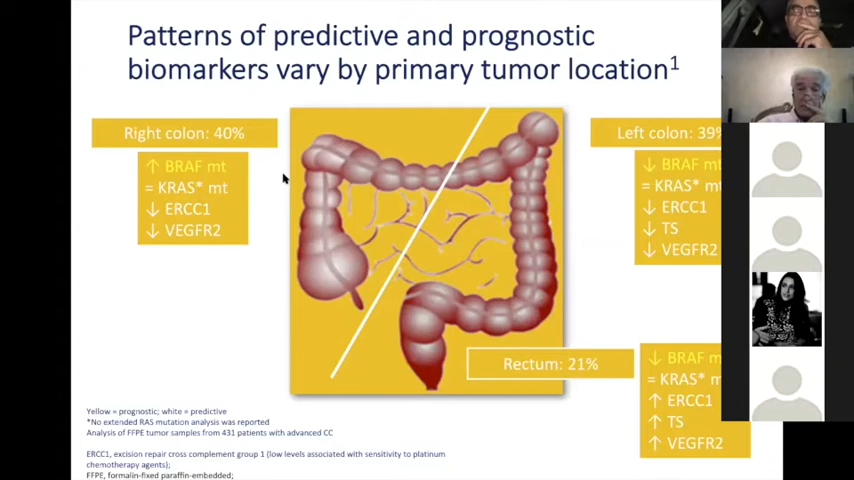 Patterns of predictive and prognostic
biomarkers vary by primary tumor location¹
Right colon: 40%
↑ BRAF mt
= KRAS* mt
↓ ERCC1
↓ VEGFR2
Left colon: 39%
↓ BRAF mt
= KRAS* mt
↓ ERCC1
↓ TS
↓ VEGFR2
Rectum: 21%
↓ BRAF m
= KRAS* m
↑ ERCC1
↑ TS
↑ VEGFR2
Yellow = prognostic; white = predictive
*No extended RAS mutation analysis was reported
Analysis of FFPE tumor samples from 431 patients with advanced CC
ERCC1, excision repair cross complement group 1 (low levels associated with sensitivity to platinum
chemotherapy agents);
FFPE, formalin-fixed paraffin-embedded;